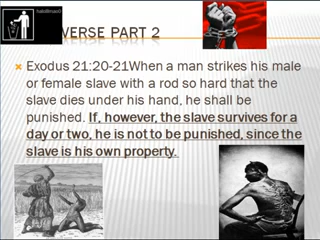 VERSE PART 2
Exodus 21:20-21When a man strikes his male
or female slave with a rod so hard that the
slave dies under his hand, he shall be
punished. If, however, the slave survives for a
day or two, he is not to be punished, since the
slave is his own property.